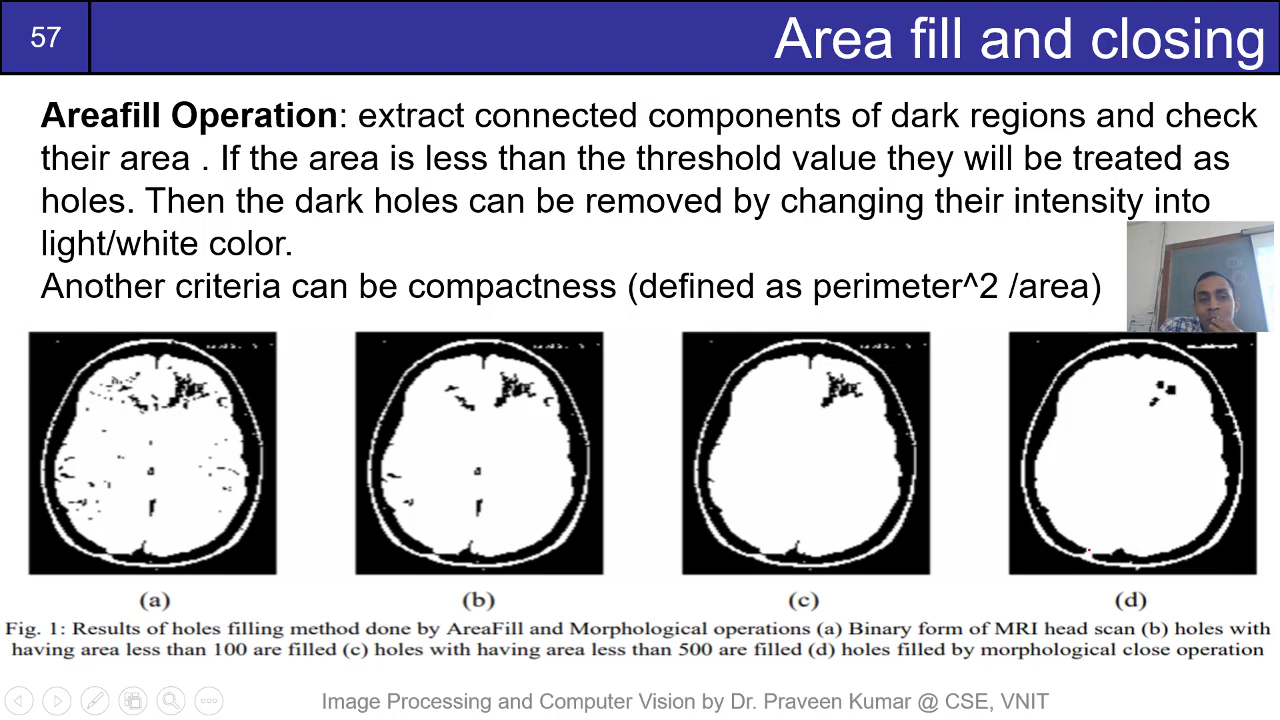 57
Area fill and closing
Areafill Operation: extract connected components of dark regions and check
their area . If the area is less than the threshold value they will be treated as
holes. Then the dark holes can be removed by changing their intensity into
light/white color.
Another criteria can be compactness (defined as perimeter^2 /area)
(a) (b) (c) (d)
Fig. 1: Results of holes filling method done by AreaFill and Morphological operations (a) Binary form of MRI head scan (b) holes with
having area less than 100 are filled (c) holes with having area less than 500 are filled (d) holes filled by morphological close operation
Image Processing and Computer Vision by Dr. Praveen Kumar @ CSE, VNIT